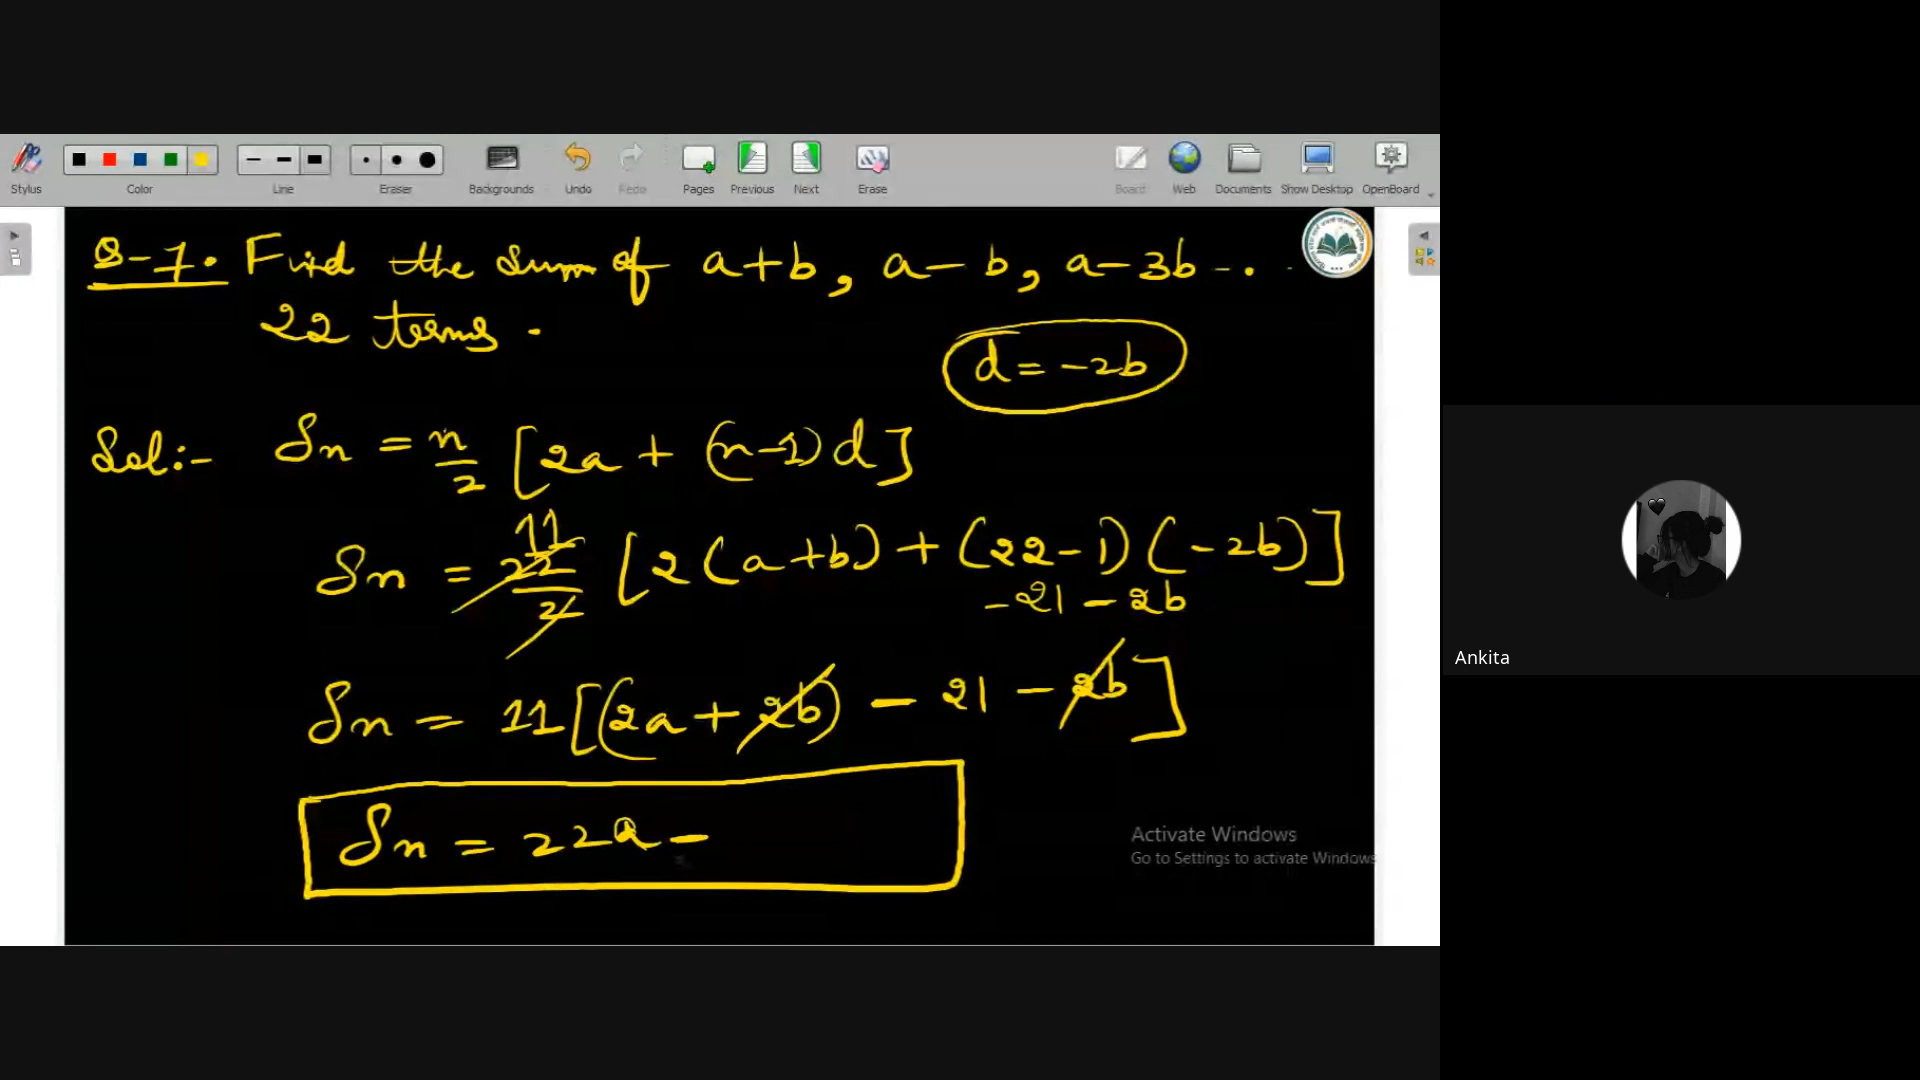 Stylus Color Line Eraser Backgrounds Undo Redo Pages Previous Next Erase Board Web Documents Show Desktop OpenBoard
Q-7. Find the sum of a+b, a-b, a-3b -..
22 terms.
d = -2b
Sol:- Sn = n/2 [2a + (n-1)d]
11
Sn = 22/2 [2(a+b) + (22-1)(-2b)]
-21 - 2b
Sn = 11[(2a + 2b) - 21 - 2b]
Sn = 22a -
Activate Windows
Go to Settings to activate Windows
Ankita